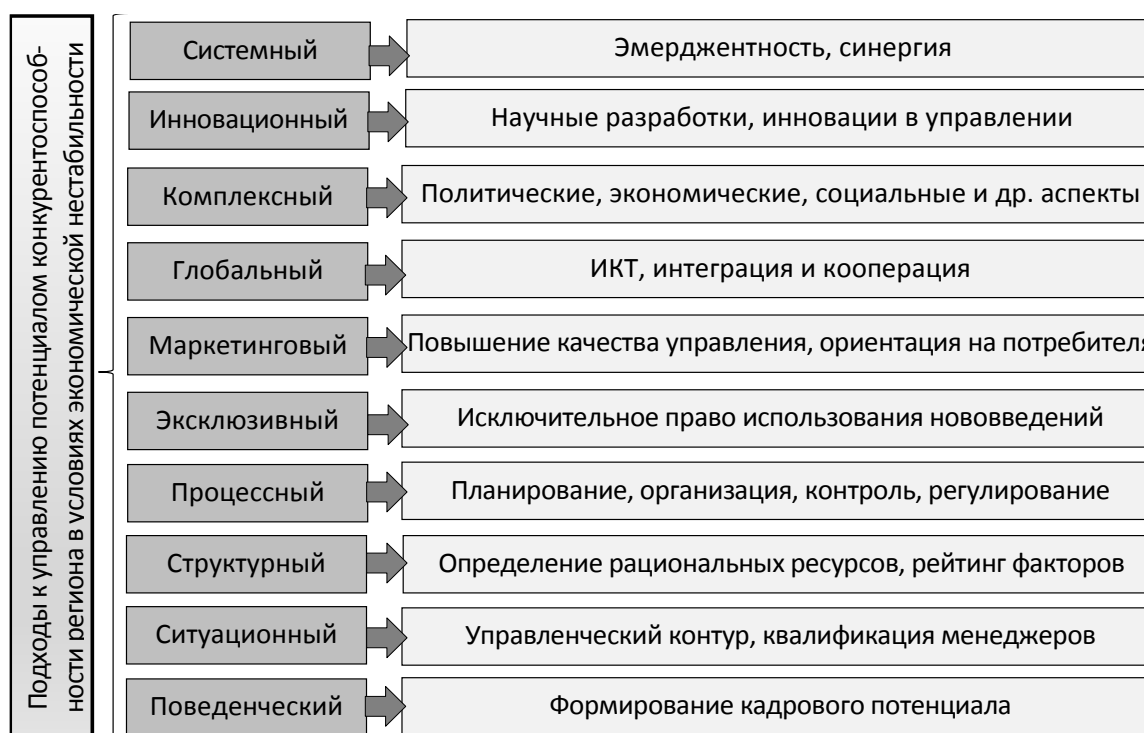 Подходы к управлению потенциалом конкурентоспособ-
ности региона в условиях экономической нестабильности
Системный
Эмерджентность, синергия
Инновационный
Научные разработки, инновации в управлении
Комплексный
Политические, экономические, социальные и др. аспекты
Глобальный
ИКТ, интеграция и кооперация
Маркетинговый
Повышение качества управления, ориентация на потребителя
Эксклюзивный
Исключительное право использования нововведений
Процессный
Планирование, организация, контроль, регулирование
Структурный
Определение рациональных ресурсов, рейтинг факторов
Ситуационный
Управленческий контур, квалификация менеджеров
Поведенческий
Формирование кадрового потенциала